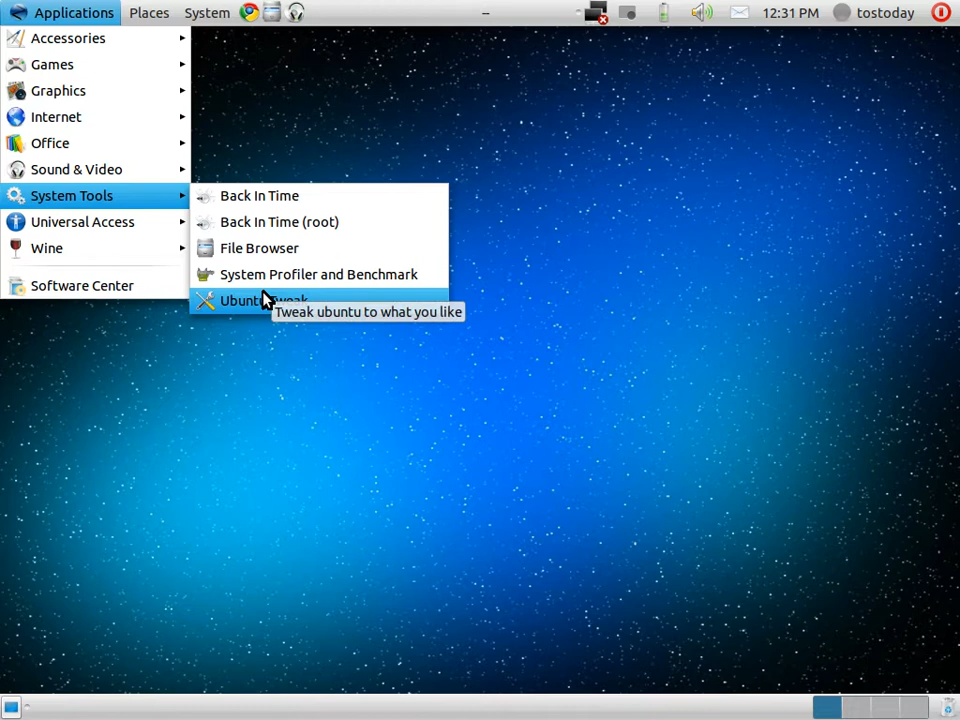 Applications Places System – 12:31 PM tostoday
Accessories
Games
Graphics
Internet
Office
Sound & Video
System Tools
Universal Access
Wine
Software Center
Back In Time
Back In Time (root)
File Browser
System Profiler and Benchmark
Ubuntu Tweak
Tweak ubuntu to what you like